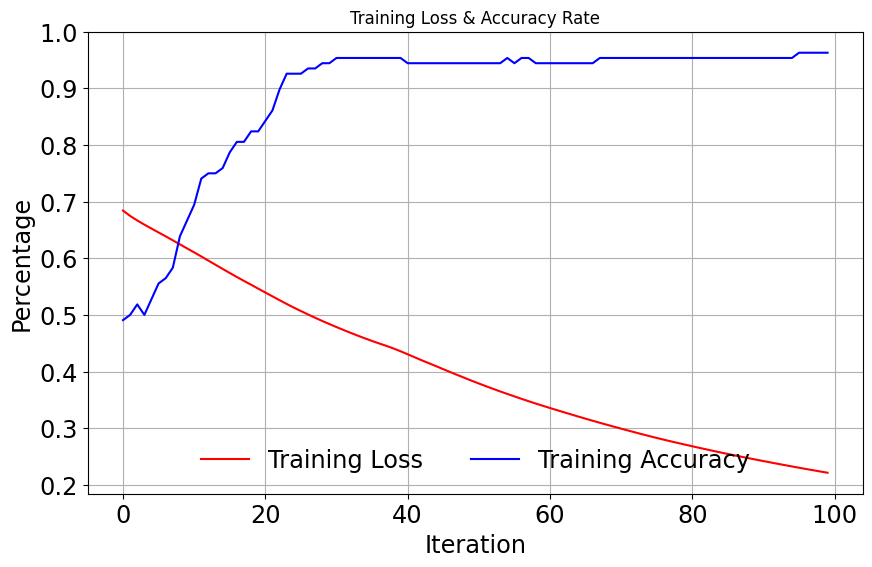 Training Loss & Accuracy Rate
1.0
0.9
0.8
0.7
0.6
0.5
0.4
0.3
0.2
Percentage
Training Loss
Training Accuracy
0 20 40 60 80 100
Iteration